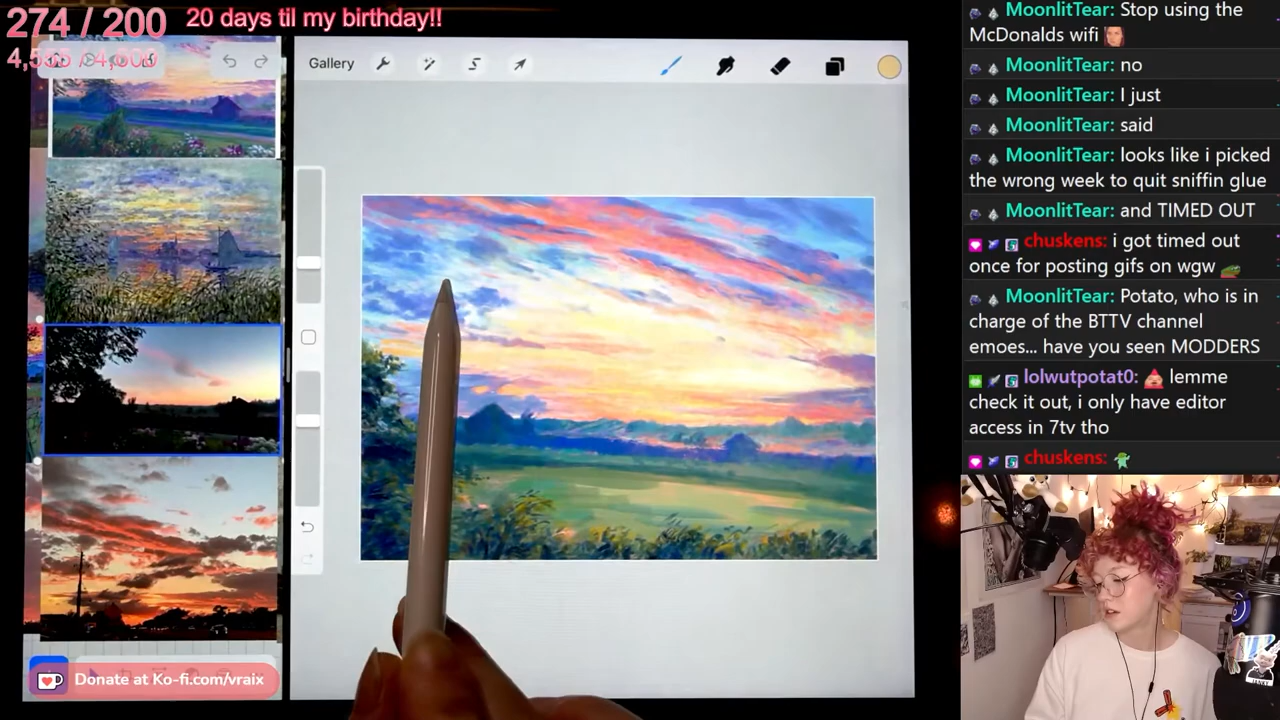 274 / 200
20 days til my birthday!!
4,585 / 4,600
Gallery
Donate at Ko-fi.com/vraix
MoonlitTear: Stop using the
McDonalds wifi
MoonlitTear: no
MoonlitTear: I just
MoonlitTear: said
MoonlitTear: looks like i picked
the wrong week to quit sniffin glue
MoonlitTear: and TIMED OUT
chuskens: i got timed out
once for posting gifs on wgw
MoonlitTear: Potato, who is in
charge of the BTTV channel
emoes... have you seen MODDERS
lolwutpotat0: lemme
check it out, i only have editor
access in 7tv tho
chuskens: